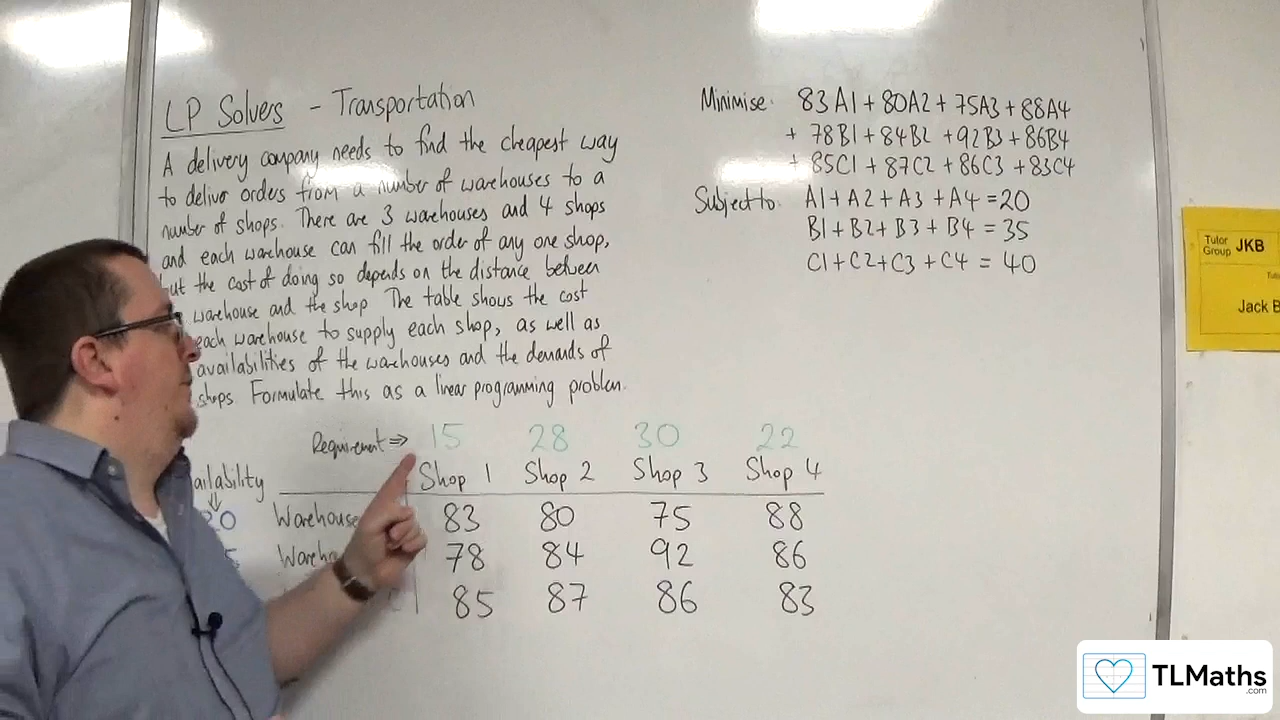 LP Solvers - Transportation
A delivery company needs to find the cheapest way
to deliver orders from a number of warehouses to a
number of shops. There are 3 warehouses and 4 shops
and each warehouse can fill the order of any one shop,
the cost of doing so depends on the distance between
warehouse and the shop. The table shows the cost
each warehouse to supply each shop, as well as
availabilities of the warehouses and the demands of
shops. Formulate this as a linear programming problem.
Requirement ⇒ 15 28 30 22
Shop 1 Shop 2 Shop 3 Shop 4
20 Warehouse 83 80 75 88
78 84 92 86
85 87 86 83
Minimise: 83A1 + 80A2 + 75A3 + 88A4
+ 78B1 + 84B2 + 92B3 + 86B4
+ 85C1 + 87C2 + 86C3 + 83C4
Subject to: A1 + A2 + A3 + A4 = 20
B1 + B2 + B3 + B4 = 35
C1 + C2 + C3 + C4 = 40
Tutor
Group JKB
Jack B
TLMaths
.com